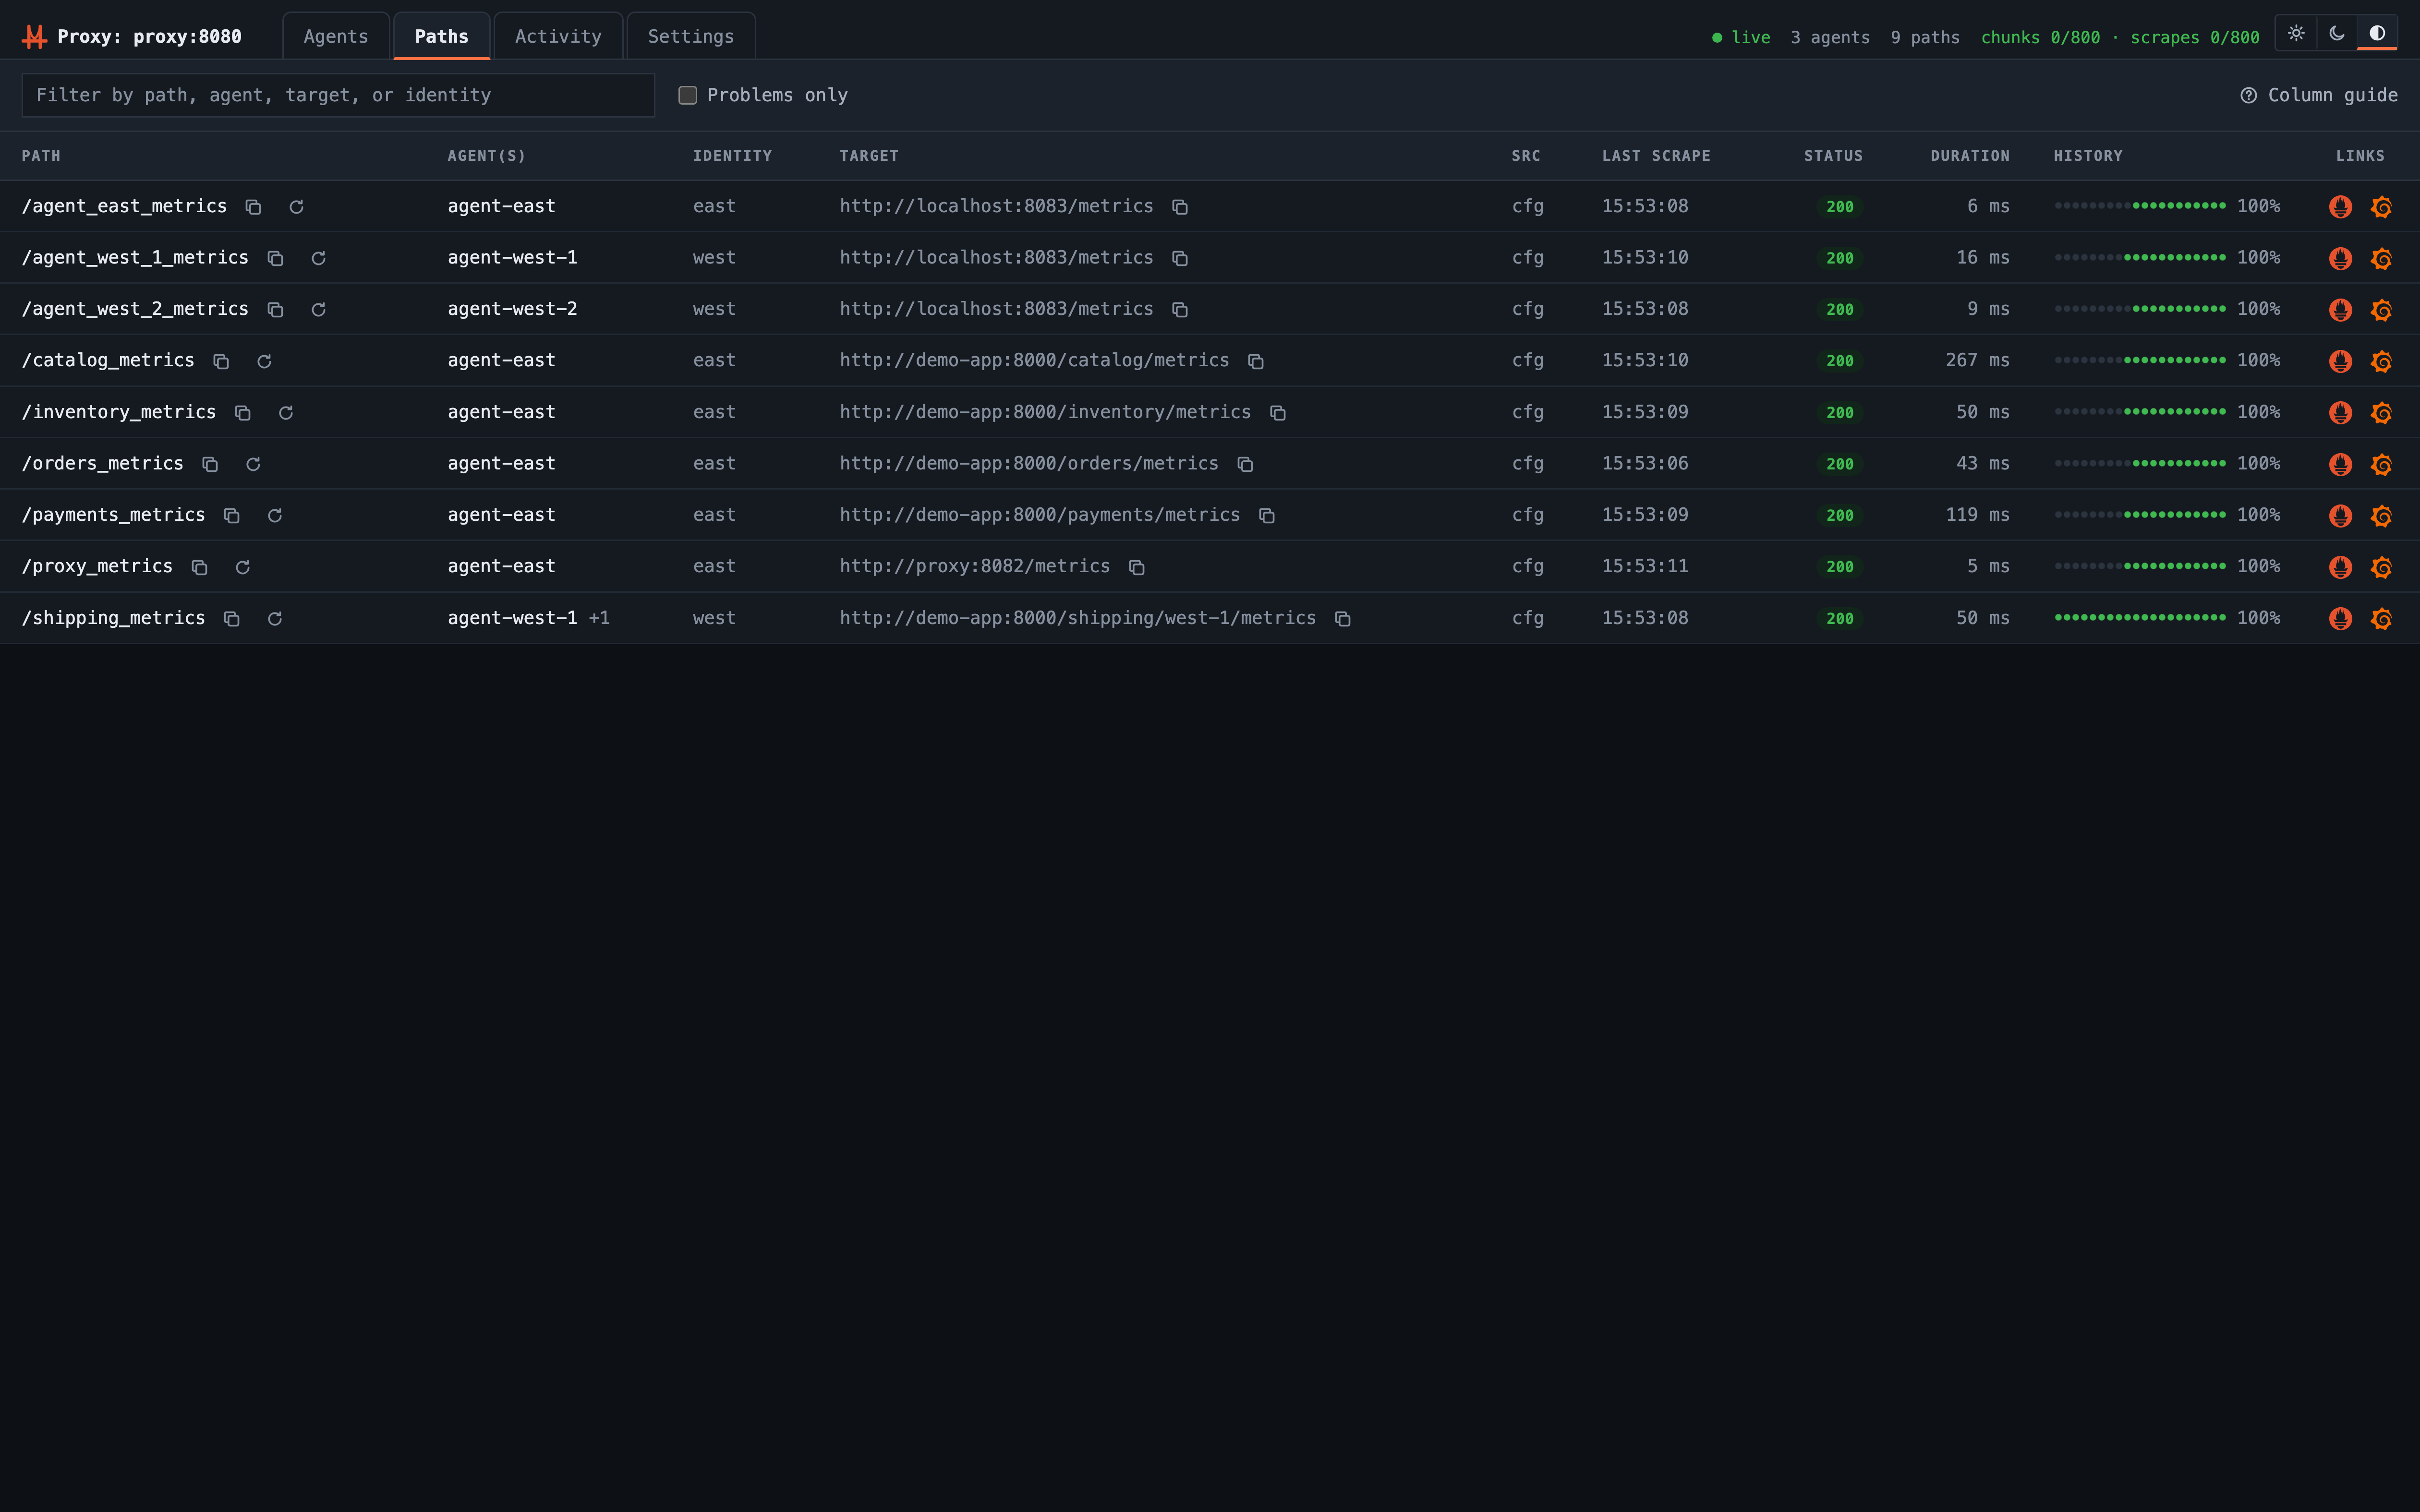 Proxy: proxy:8080 Agents Paths Activity Settings live 3 agents 9 paths chunks 0/800 · scrapes 0/800
Filter by path, agent, target, or identity Problems only Column guide
PATH AGENT(S) IDENTITY TARGET SRC LAST SCRAPE STATUS DURATION HISTORY LINKS
/agent_east_metrics agent-east east http://localhost:8083/metrics cfg 15:53:08 200 6 ms 100%
/agent_west_1_metrics agent-west-1 west http://localhost:8083/metrics cfg 15:53:10 200 16 ms 100%
/agent_west_2_metrics agent-west-2 west http://localhost:8083/metrics cfg 15:53:08 200 9 ms 100%
/catalog_metrics agent-east east http://demo-app:8000/catalog/metrics cfg 15:53:10 200 267 ms 100%
/inventory_metrics agent-east east http://demo-app:8000/inventory/metrics cfg 15:53:09 200 50 ms 100%
/orders_metrics agent-east east http://demo-app:8000/orders/metrics cfg 15:53:06 200 43 ms 100%
/payments_metrics agent-east east http://demo-app:8000/payments/metrics cfg 15:53:09 200 119 ms 100%
/proxy_metrics agent-east east http://proxy:8082/metrics cfg 15:53:11 200 5 ms 100%
/shipping_metrics agent-west-1 +1 west http://demo-app:8000/shipping/west-1/metrics cfg 15:53:08 200 50 ms 100%